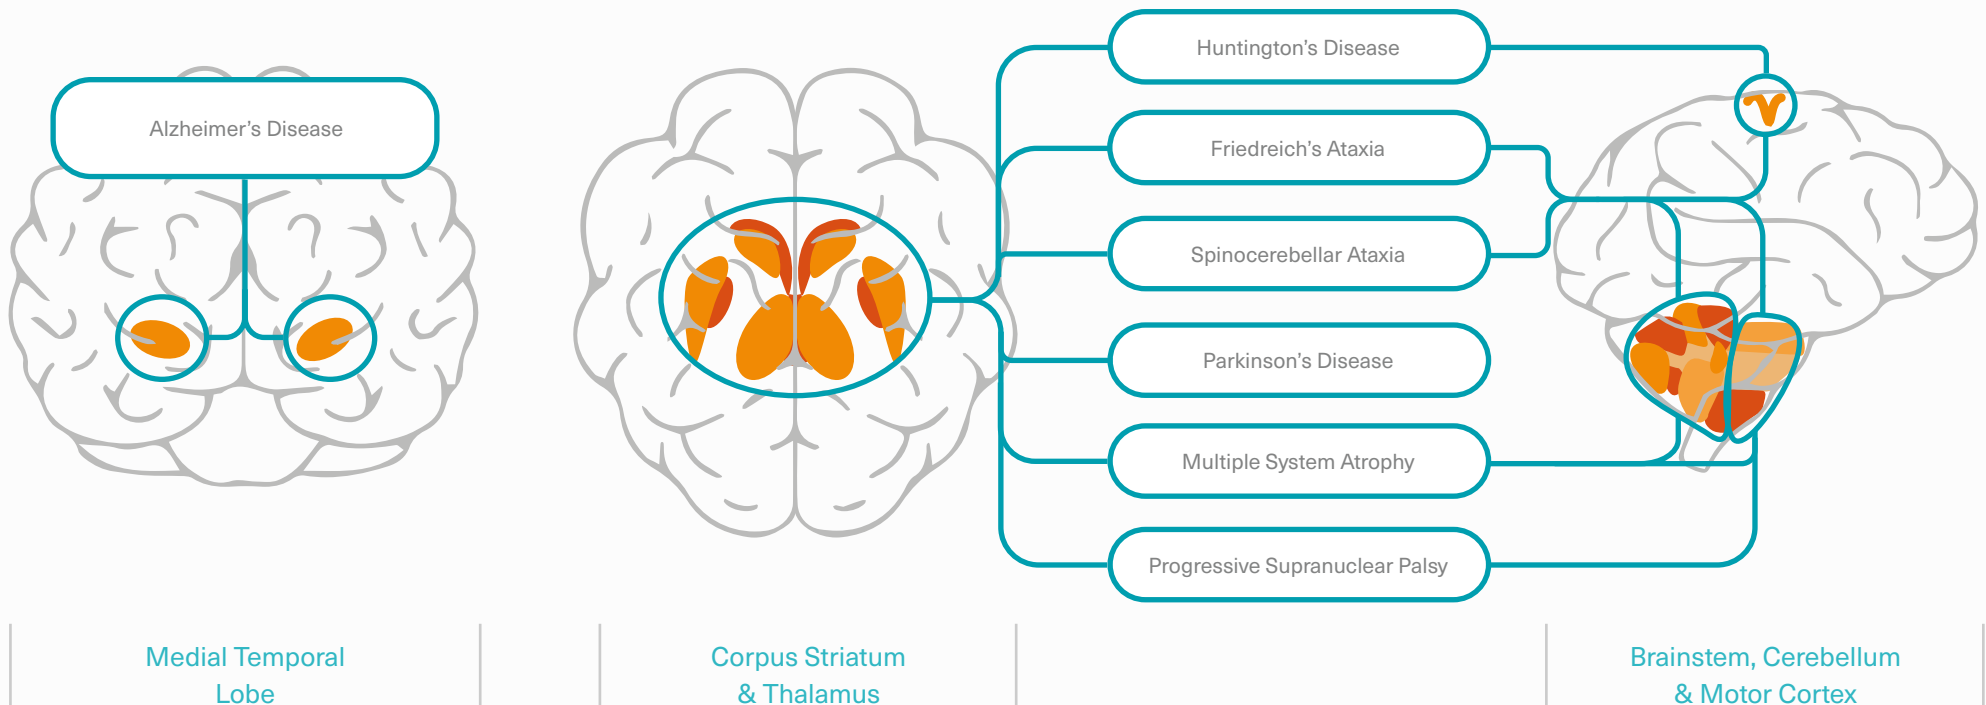 Alzheimer's Disease
Huntington's Disease
Friedreich's Ataxia
Spinocerebellar Ataxia
Parkinson's Disease
Multiple System Atrophy
Progressive Supranuclear Palsy
Medial Temporal
Lobe
Corpus Striatum
& Thalamus
Brainstem, Cerebellum
& Motor Cortex